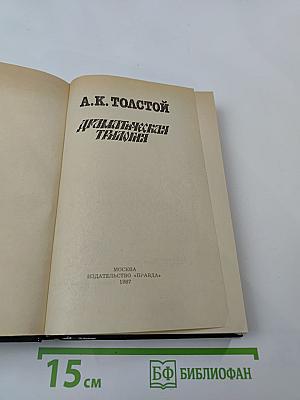 А.К. ТОЛСТОЙ
ДРАМАТИЧЕСКАЯ
ТРИЛОГИЯ
МОСКВА
ИЗДАТЕЛЬСТВО «ПРАВДА»
1987
15 см
БФ БИБЛИОФАН